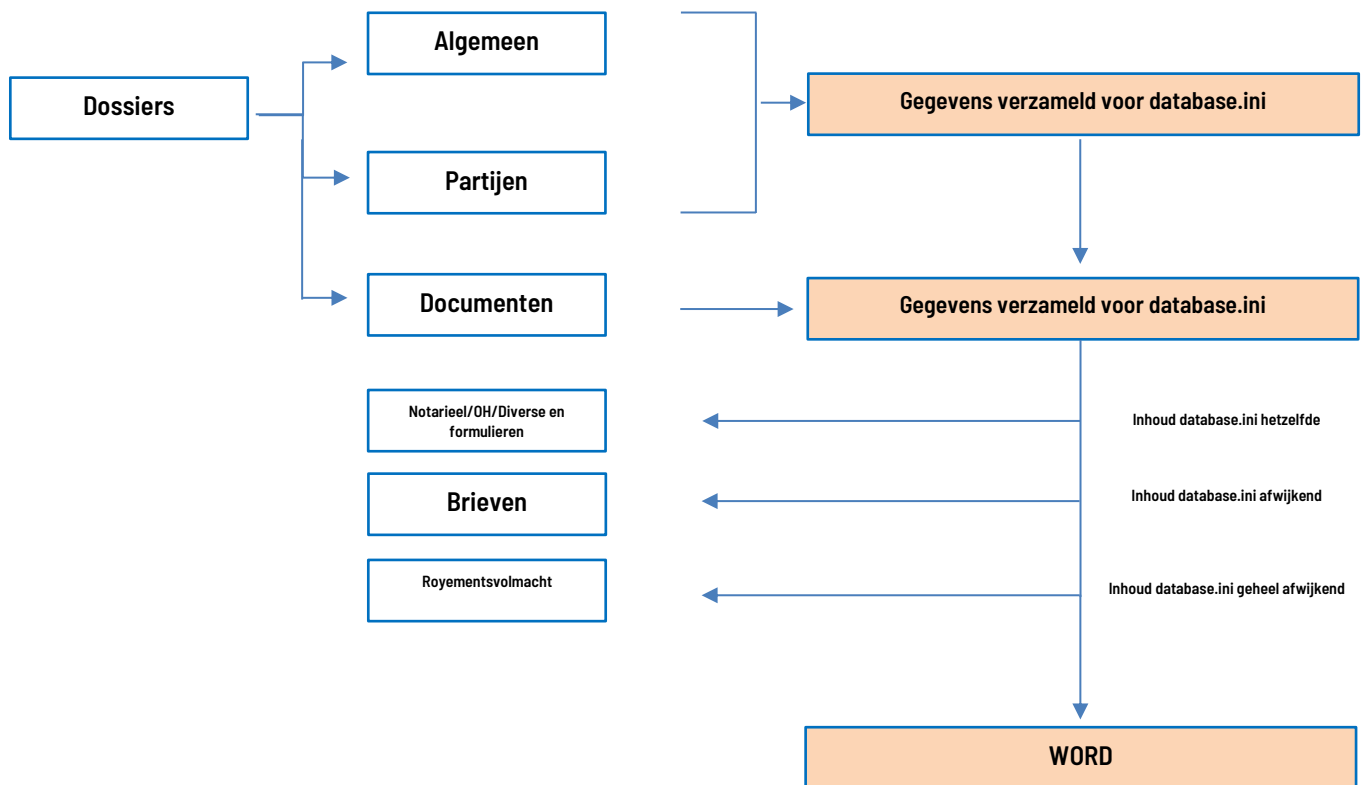 Algemeen
Dossiers
Gegevens verzameld voor database.ini
Partijen
Documenten
Gegevens verzameld voor database.ini
Notarieel/OH/Diverse en
formulieren
Inhoud database.ini hetzelfde
Brieven
Inhoud database.ini afwijkend
Royementsvolmacht
Inhoud database.ini geheel afwijkend
WORD